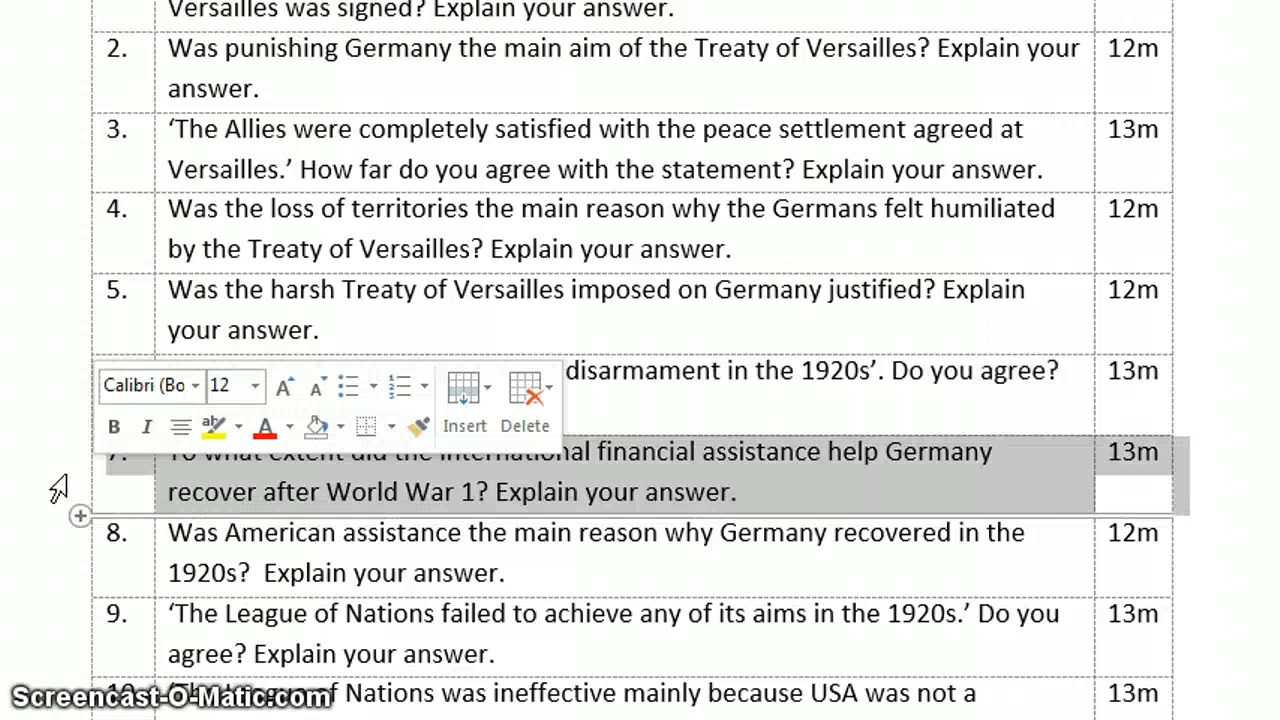 Versailles was signed? Explain your answer.
2. Was punishing Germany the main aim of the Treaty of Versailles? Explain your 12m
answer.
3. ‘The Allies were completely satisfied with the peace settlement agreed at 13m
Versailles.’ How far do you agree with the statement? Explain your answer.
4. Was the loss of territories the main reason why the Germans felt humiliated 12m
by the Treaty of Versailles? Explain your answer.
5. Was the harsh Treaty of Versailles imposed on Germany justified? Explain 12m
your answer.
disarmament in the 1920s’. Do you agree? 13m
Calibri (Bo 12
B I Insert Delete
7. To what extent did the international financial assistance help Germany 13m
recover after World War 1? Explain your answer.
8. Was American assistance the main reason why Germany recovered in the 12m
1920s? Explain your answer.
9. ‘The League of Nations failed to achieve any of its aims in the 1920s.’ Do you 13m
agree? Explain your answer.
of Nations was ineffective mainly because USA was not a 13m
Screencast-O-Matic.com